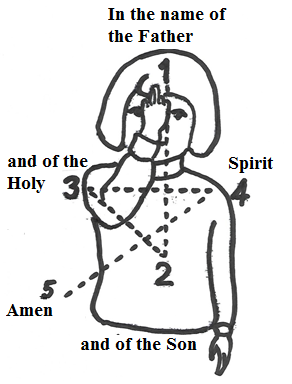 In the name of
the Father
1
and of the
Holy
Spirit
3
4
2
5
Amen
and of the Son